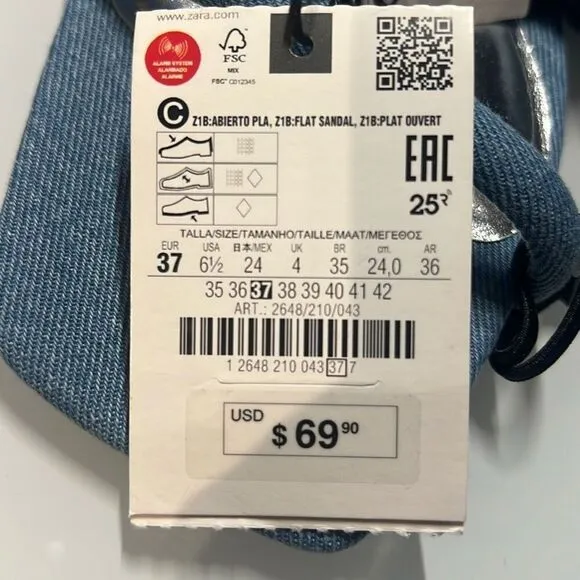 www.zara.com
ALARM SYSTEM
ALARMADO
ALARME
FSC
MIX
FSC™ C012345
C Z1B:ABIERTO PLA, Z1B:FLAT SANDAL, Z1B:PLAT OUVERT
EAC
25
TALLA/SIZE/TAMANHO/TAILLE/MAAT/ΜΕΓΕΘΟΣ
EUR USA 日本/MEX UK BR cm. AR
37 6½ 24 4 35 24,0 36
35 36 37 38 39 40 41 42
ART.: 2648/210/043
1 2648 210 043 37 7
USD
$ 69 90